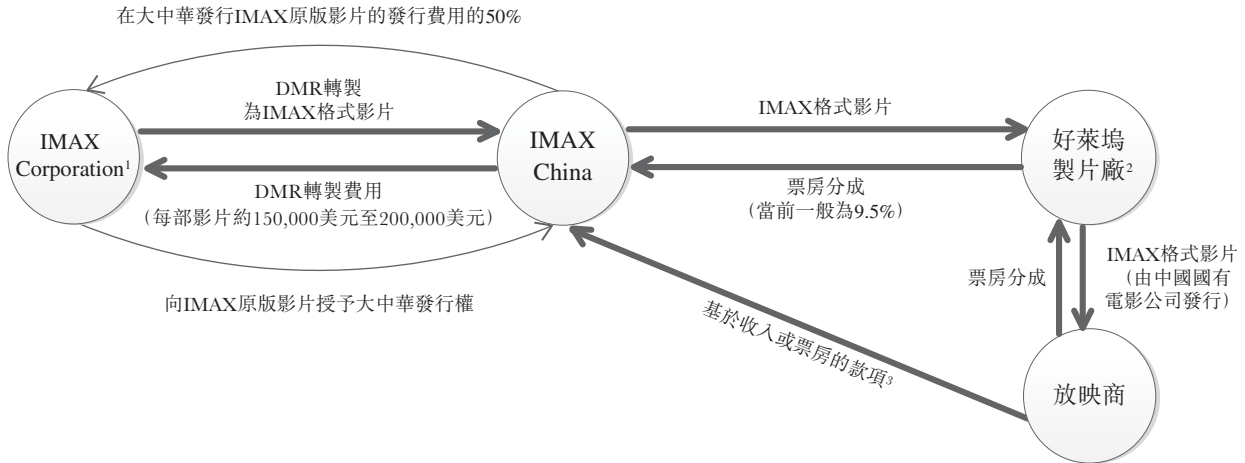 在大中華發行IMAX原版影片的發行費用的50%
DMR轉製
為IMAX格式影片
IMAX
Corporation¹
IMAX
China
DMR轉製費用
（每部影片約150,000美元至200,000美元）
向IMAX原版影片授予大中華發行權
IMAX格式影片
票房分成
（當前一般為9.5%）
好萊塢
製片廠²
票房分成
IMAX格式影片
（由中國國有
電影公司發行）
基於收入或票房的款項³
放映商